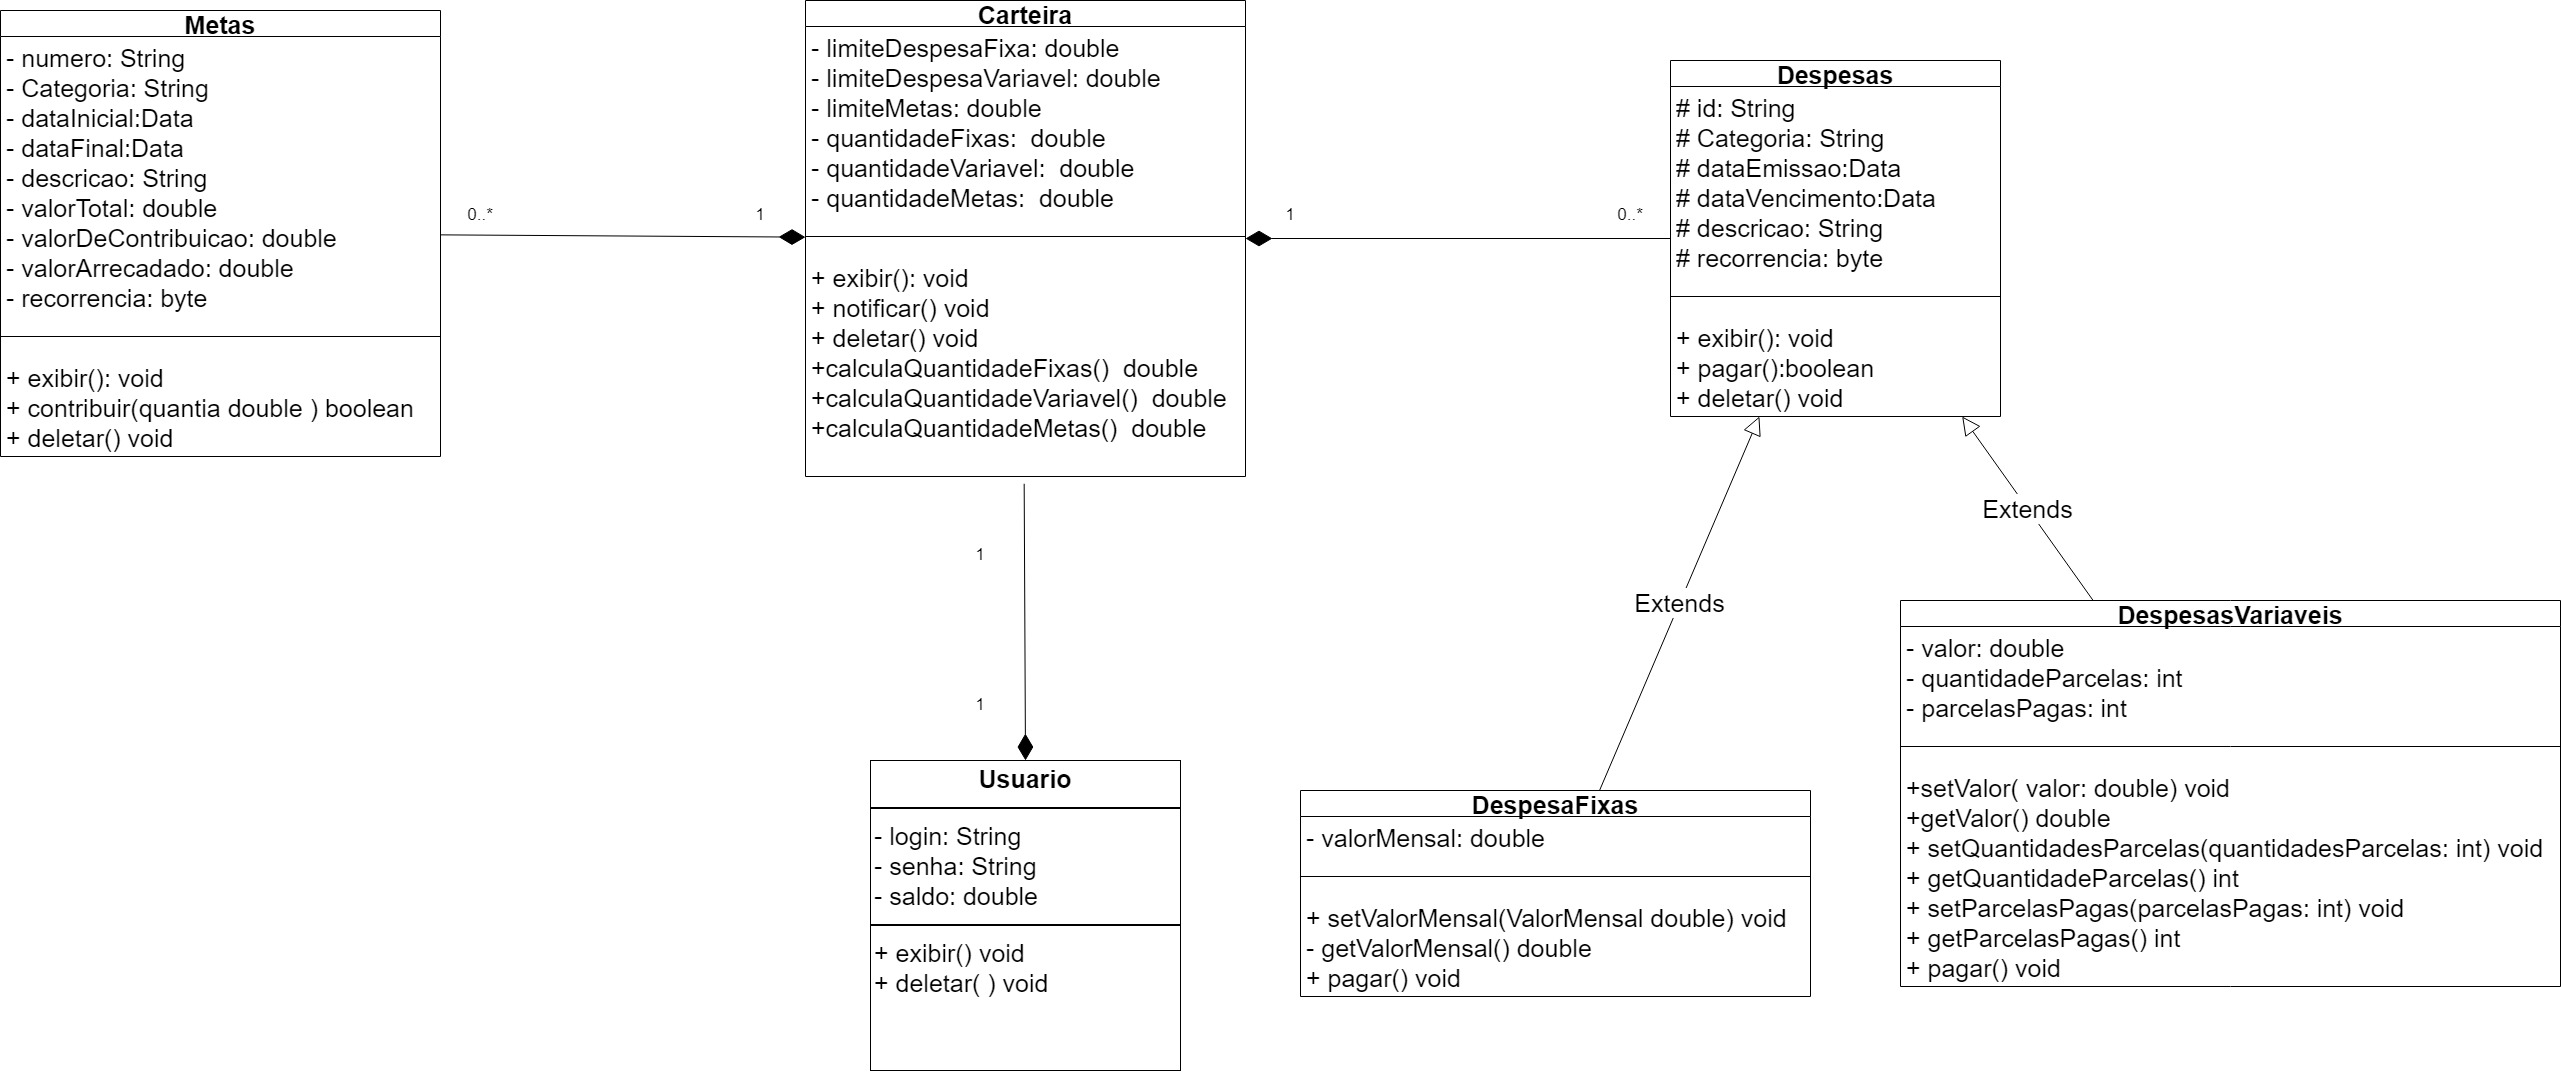 Metas
- numero: String
- Categoria: String
- dataInicial:Data
- dataFinal:Data
- descricao: String
- valorTotal: double
- valorDeContribuicao: double
- valorArrecadado: double
- recorrencia: byte
+ exibir(): void
+ contribuir(quantia double ) boolean
+ deletar() void
0..*
1
Carteira
- limiteDespesaFixa: double
- limiteDespesaVariavel: double
- limiteMetas: double
- quantidadeFixas:  double
- quantidadeVariavel:  double
- quantidadeMetas:  double
+ exibir(): void
+ notificar() void
+ deletar() void
+calculaQuantidadeFixas()  double
+calculaQuantidadeVariavel()  double
+calculaQuantidadeMetas()  double
1
0..*
Despesas
# id: String
# Categoria: String
# dataEmissao:Data
# dataVencimento:Data
# descricao: String
# recorrencia: byte
+ exibir(): void
+ pagar():boolean
+ deletar() void
1
1
Usuario
- login: String
- senha: String
- saldo: double
+ exibir() void
+ deletar( ) void
Extends
Extends
DespesaFixas
- valorMensal: double
+ setValorMensal(ValorMensal double) void
- getValorMensal() double
+ pagar() void
DespesasVariaveis
- valor: double
- quantidadeParcelas: int
- parcelasPagas: int
+setValor( valor: double) void
+getValor() double
+ setQuantidadesParcelas(quantidadesParcelas: int) void
+ getQuantidadeParcelas() int
+ setParcelasPagas(parcelasPagas: int) void
+ getParcelasPagas() int
+ pagar() void